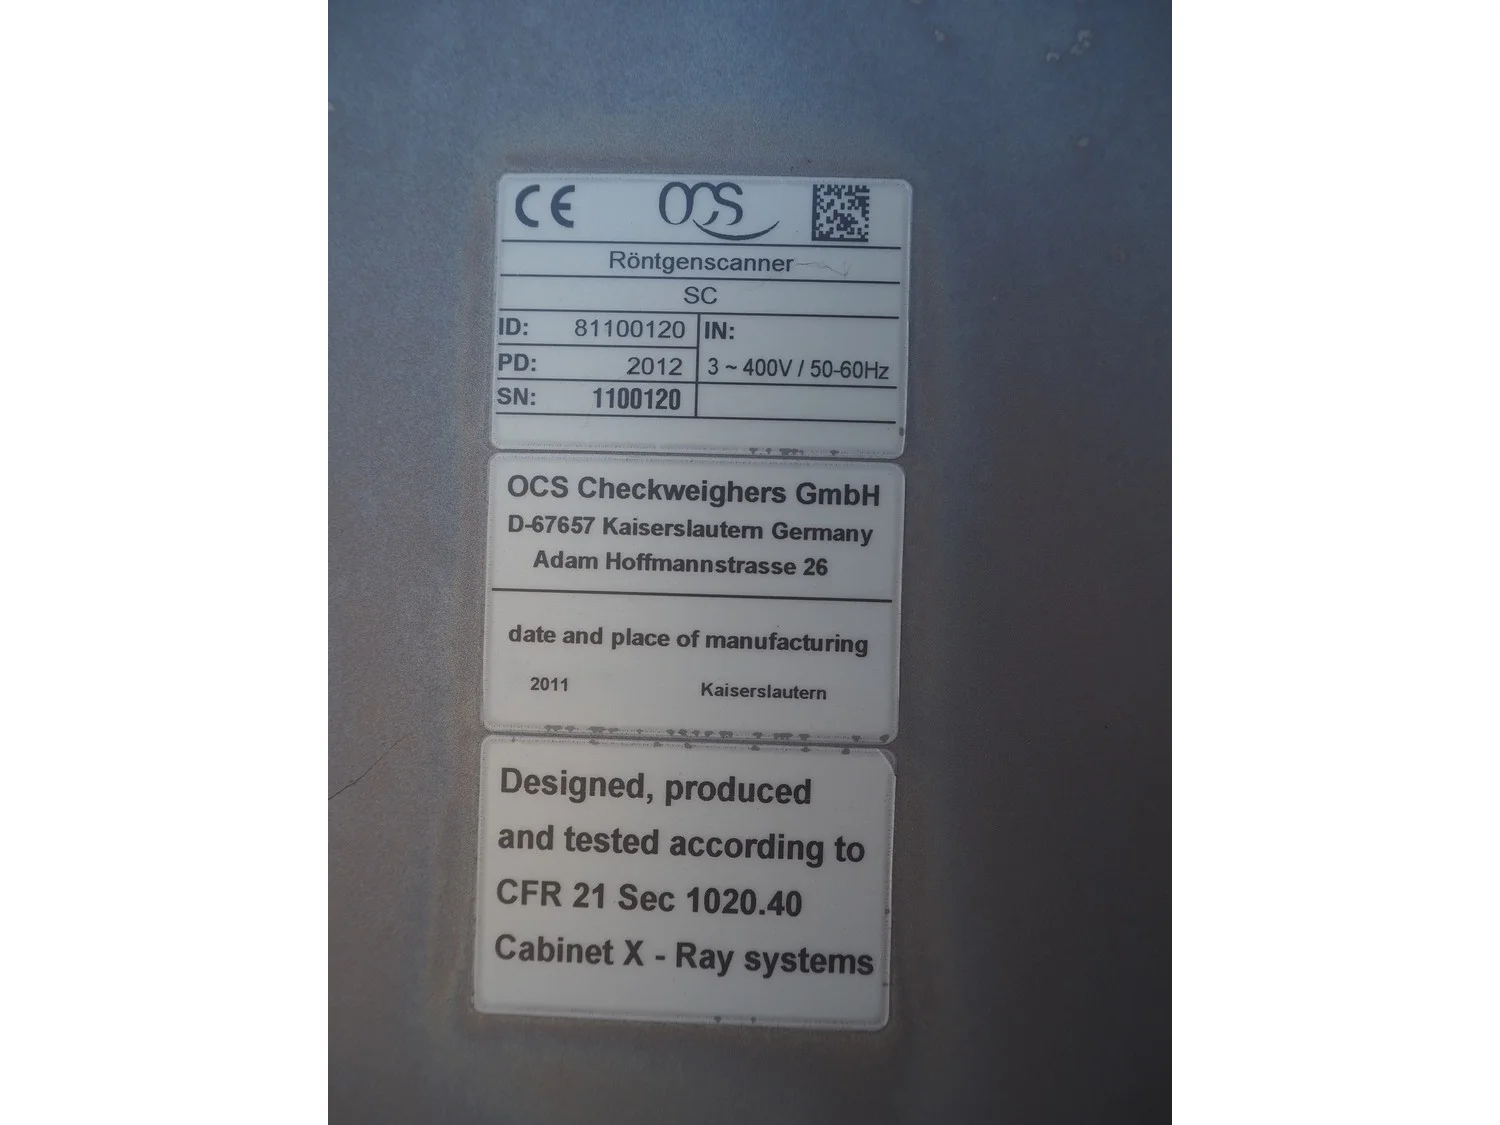 CE OCS
Röntgenscanner
SC
ID: 81100120 IN:
PD: 2012 3 ~ 400V / 50-60Hz
SN: 1100120
OCS Checkweighers GmbH
D-67657 Kaiserslautern Germany
Adam Hoffmannstrasse 26
date and place of manufacturing
2011 Kaiserslautern
Designed, produced
and tested according to
CFR 21 Sec 1020.40
Cabinet X - Ray systems